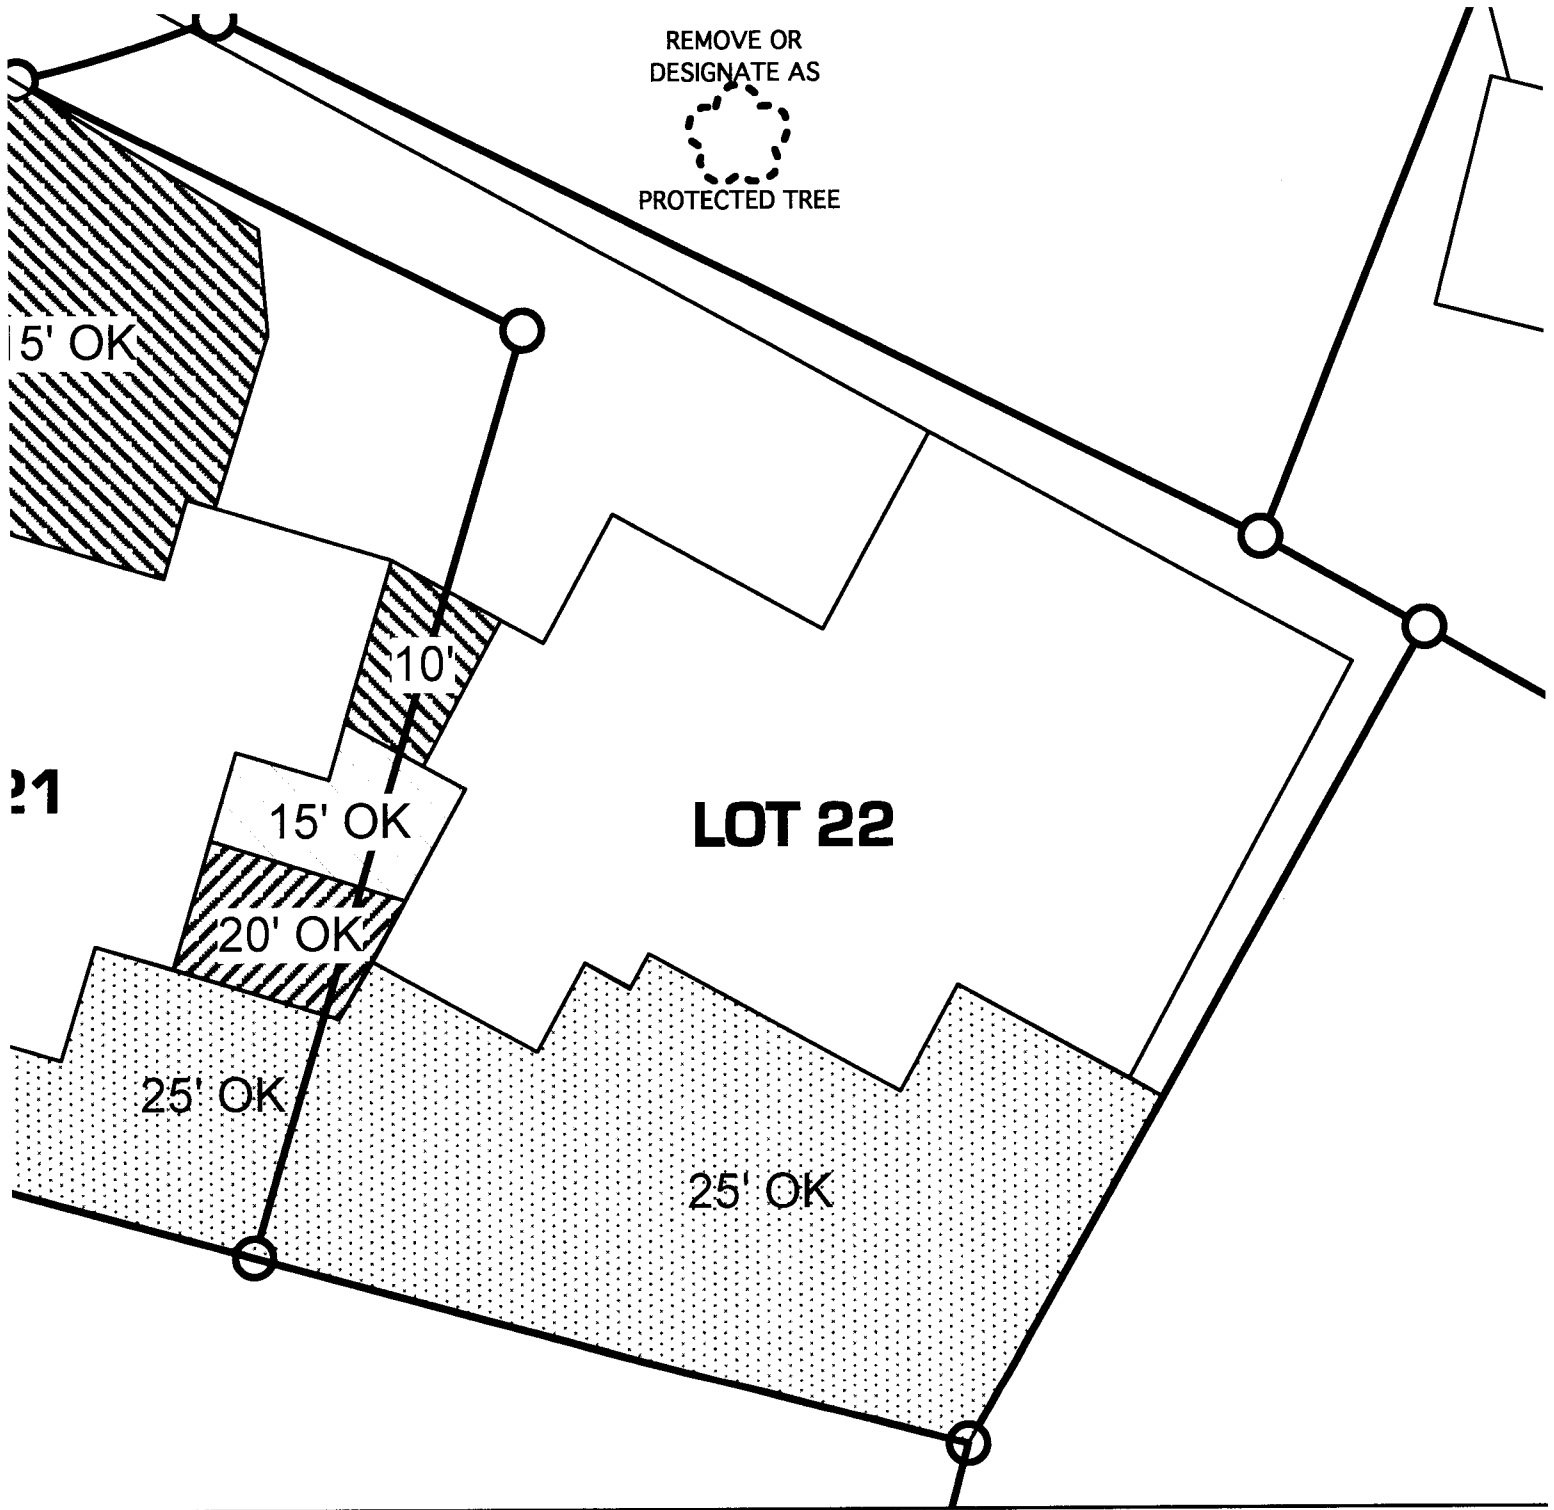 REMOVE OR
DESIGNATE AS
PROTECTED TREE
5' OK
10'
21
15' OK
LOT 22
20' OK
25' OK
25' OK